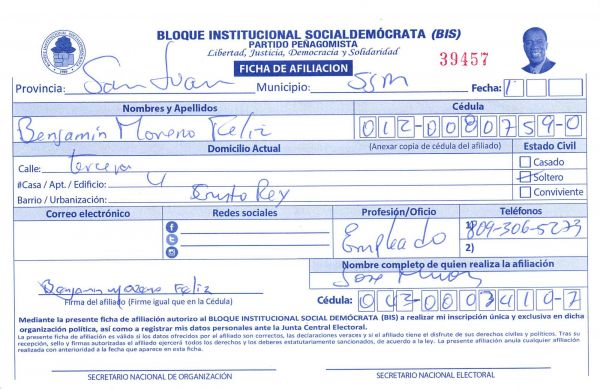 BLOQUE INSTITUCIONAL SOCIALDEMÓCRATA (BIS)
PARTIDO PEÑAGOMISTA
Libertad, Justicia, Democracia y Solidaridad
FICHA DE AFILIACION
39457
Provincia: San Juan Municipio: SJM Fecha:
Nombres y Apellidos Cédula
Benjamín Moreno Feliz 012-0080759-0
Domicilio Actual (Anexar copia de cédula del afiliado) Estado Civil
Calle: tercera Casado
#Casa / Apt. / Edificio: 4 Soltero
Barrio / Urbanización: Cristo Rey Conviviente
Correo electrónico Redes sociales Profesión/Oficio Teléfonos
Empleado 1) 809-306-5273
2)
Nombre completo de quien realiza la afiliación
Jose
Benjamin Moreno Feliz
Firma del afiliado (Firme igual que en la Cédula) Cédula: 043-0003419-7
Mediante la presente ficha de afiliación autorizo al BLOQUE INSTITUCIONAL SOCIAL DEMÓCRATA (BIS) a realizar mi inscripción única y exclusiva en dicha
organización política, así como a registrar mis datos personales ante la Junta Central Electoral.
La presente ficha de afiliación es válida si los datos ofrecidos por el afiliado son correctos, las declaraciones veraces y si el afiliado tiene el disfrute de sus derechos civiles y políticos. Tras su
recepción, sello y firmas autorizadas el afiliado ejercerá todos los derechos y los deberes estatutariamente sancionados, de acuerdo a la ley. La presente afiliación anula cualquier afiliación
realizada con anterioridad a la fecha que aparece en esta ficha.
SECRETARIO NACIONAL DE ORGANIZACIÓN SECRETARIO NACIONAL ELECTORAL